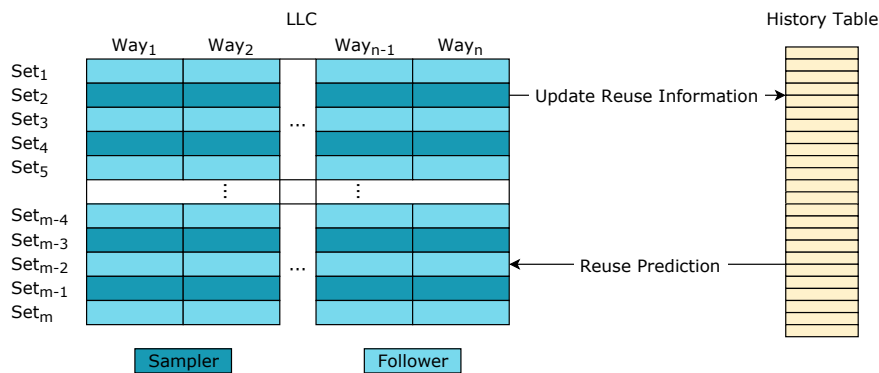 LLC History Table
Way₁ Way₂ Wayₙ₋₁ Wayₙ
Set₁
Set₂ Update Reuse Information
Set₃ ...
Set₄
Set₅
⋮ ⋮
Setₘ₋₄
Setₘ₋₃
Setₘ₋₂ ... Reuse Prediction
Setₘ₋₁
Setₘ
Sampler Follower